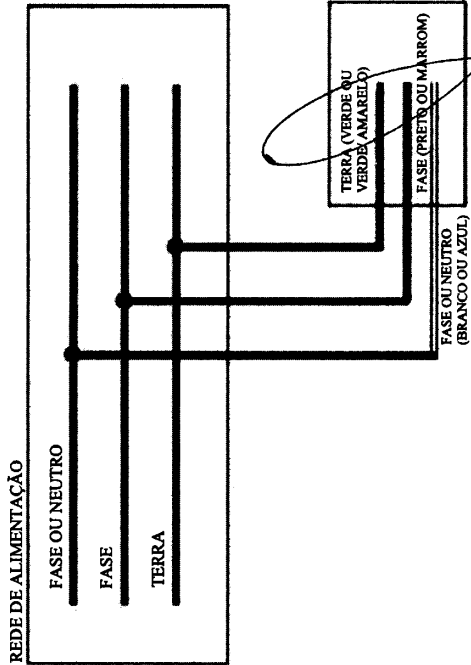 REDE DE ALIMENTAÇÃO
FASE OU NEUTRO
FASE
TERRA
TERRA (VERDE OU
VERDE/AMARELO)
FASE (PRETO OU MARROM)
FASE OU NEUTRO
(BRANCO OU AZUL)